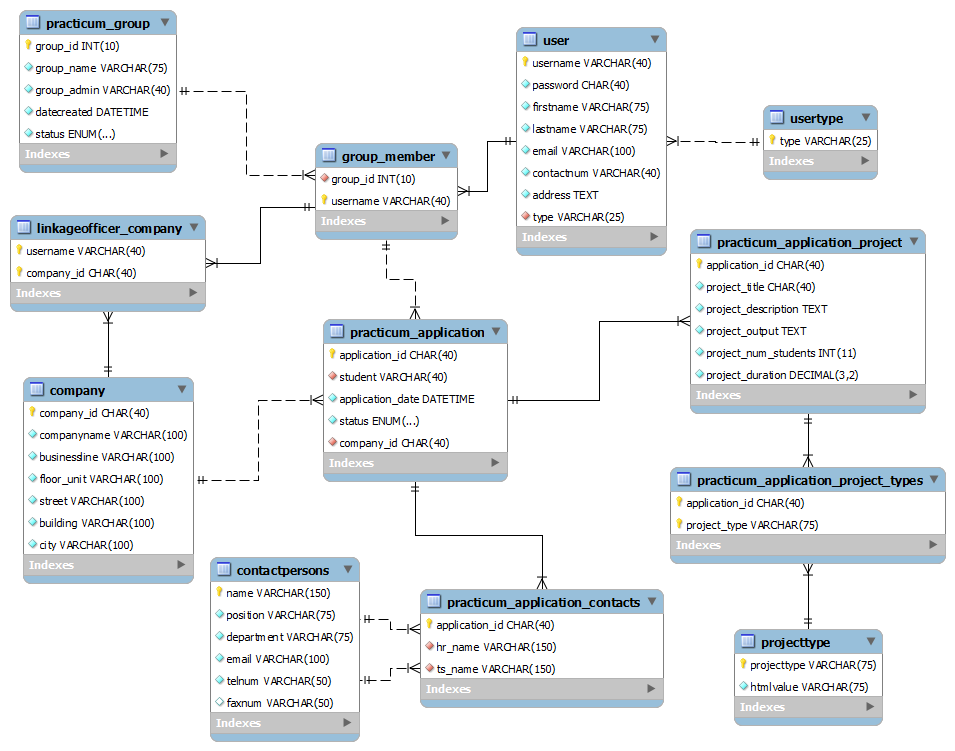 practicum_group
group_id INT(10)
group_name VARCHAR(75)
group_admin VARCHAR(40)
datecreated DATETIME
status ENUM(...)
Indexes
user
username VARCHAR(40)
password CHAR(40)
firstname VARCHAR(75)
lastname VARCHAR(75)
email VARCHAR(100)
contactnum VARCHAR(40)
address TEXT
type VARCHAR(25)
Indexes
usertype
type VARCHAR(25)
Indexes
group_member
group_id INT(10)
username VARCHAR(40)
Indexes
linkageofficer_company
username VARCHAR(40)
company_id CHAR(40)
Indexes
practicum_application_project
application_id CHAR(40)
project_title CHAR(40)
project_description TEXT
project_output TEXT
project_num_students INT(11)
project_duration DECIMAL(3,2)
Indexes
practicum_application
application_id CHAR(40)
student VARCHAR(40)
application_date DATETIME
status ENUM(...)
company_id CHAR(40)
Indexes
company
company_id CHAR(40)
companyname VARCHAR(100)
businessline VARCHAR(100)
floor_unit VARCHAR(100)
street VARCHAR(100)
building VARCHAR(100)
city VARCHAR(100)
Indexes
practicum_application_project_types
application_id CHAR(40)
project_type VARCHAR(75)
Indexes
contactpersons
name VARCHAR(150)
position VARCHAR(75)
department VARCHAR(75)
email VARCHAR(100)
telnum VARCHAR(50)
faxnum VARCHAR(50)
Indexes
practicum_application_contacts
application_id CHAR(40)
hr_name VARCHAR(150)
ts_name VARCHAR(150)
Indexes
projecttype
projecttype VARCHAR(75)
htmlvalue VARCHAR(75)
Indexes